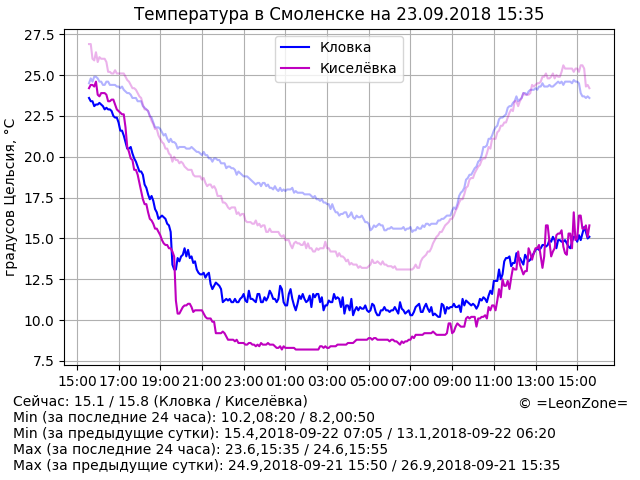 Температура в Смоленске на 23.09.2018 15:35
Кловка
Киселёвка
градусов Цельсия, °C
27.5
25.0
22.5
20.0
17.5
15.0
12.5
10.0
7.5
15:00 17:00 19:00 21:00 23:00 01:00 03:00 05:00 07:00 09:00 11:00 13:00 15:00
Сейчас: 15.1 / 15.8 (Кловка / Киселёвка)
© =LeonZone=
Min (за последние 24 часа): 10.2,08:20 / 8.2,00:50
Min (за предыдущие сутки): 15.4,2018-09-22 07:05 / 13.1,2018-09-22 06:20
Max (за последние 24 часа): 23.6,15:35 / 24.6,15:55
Max (за предыдущие сутки): 24.9,2018-09-21 15:50 / 26.9,2018-09-21 15:35